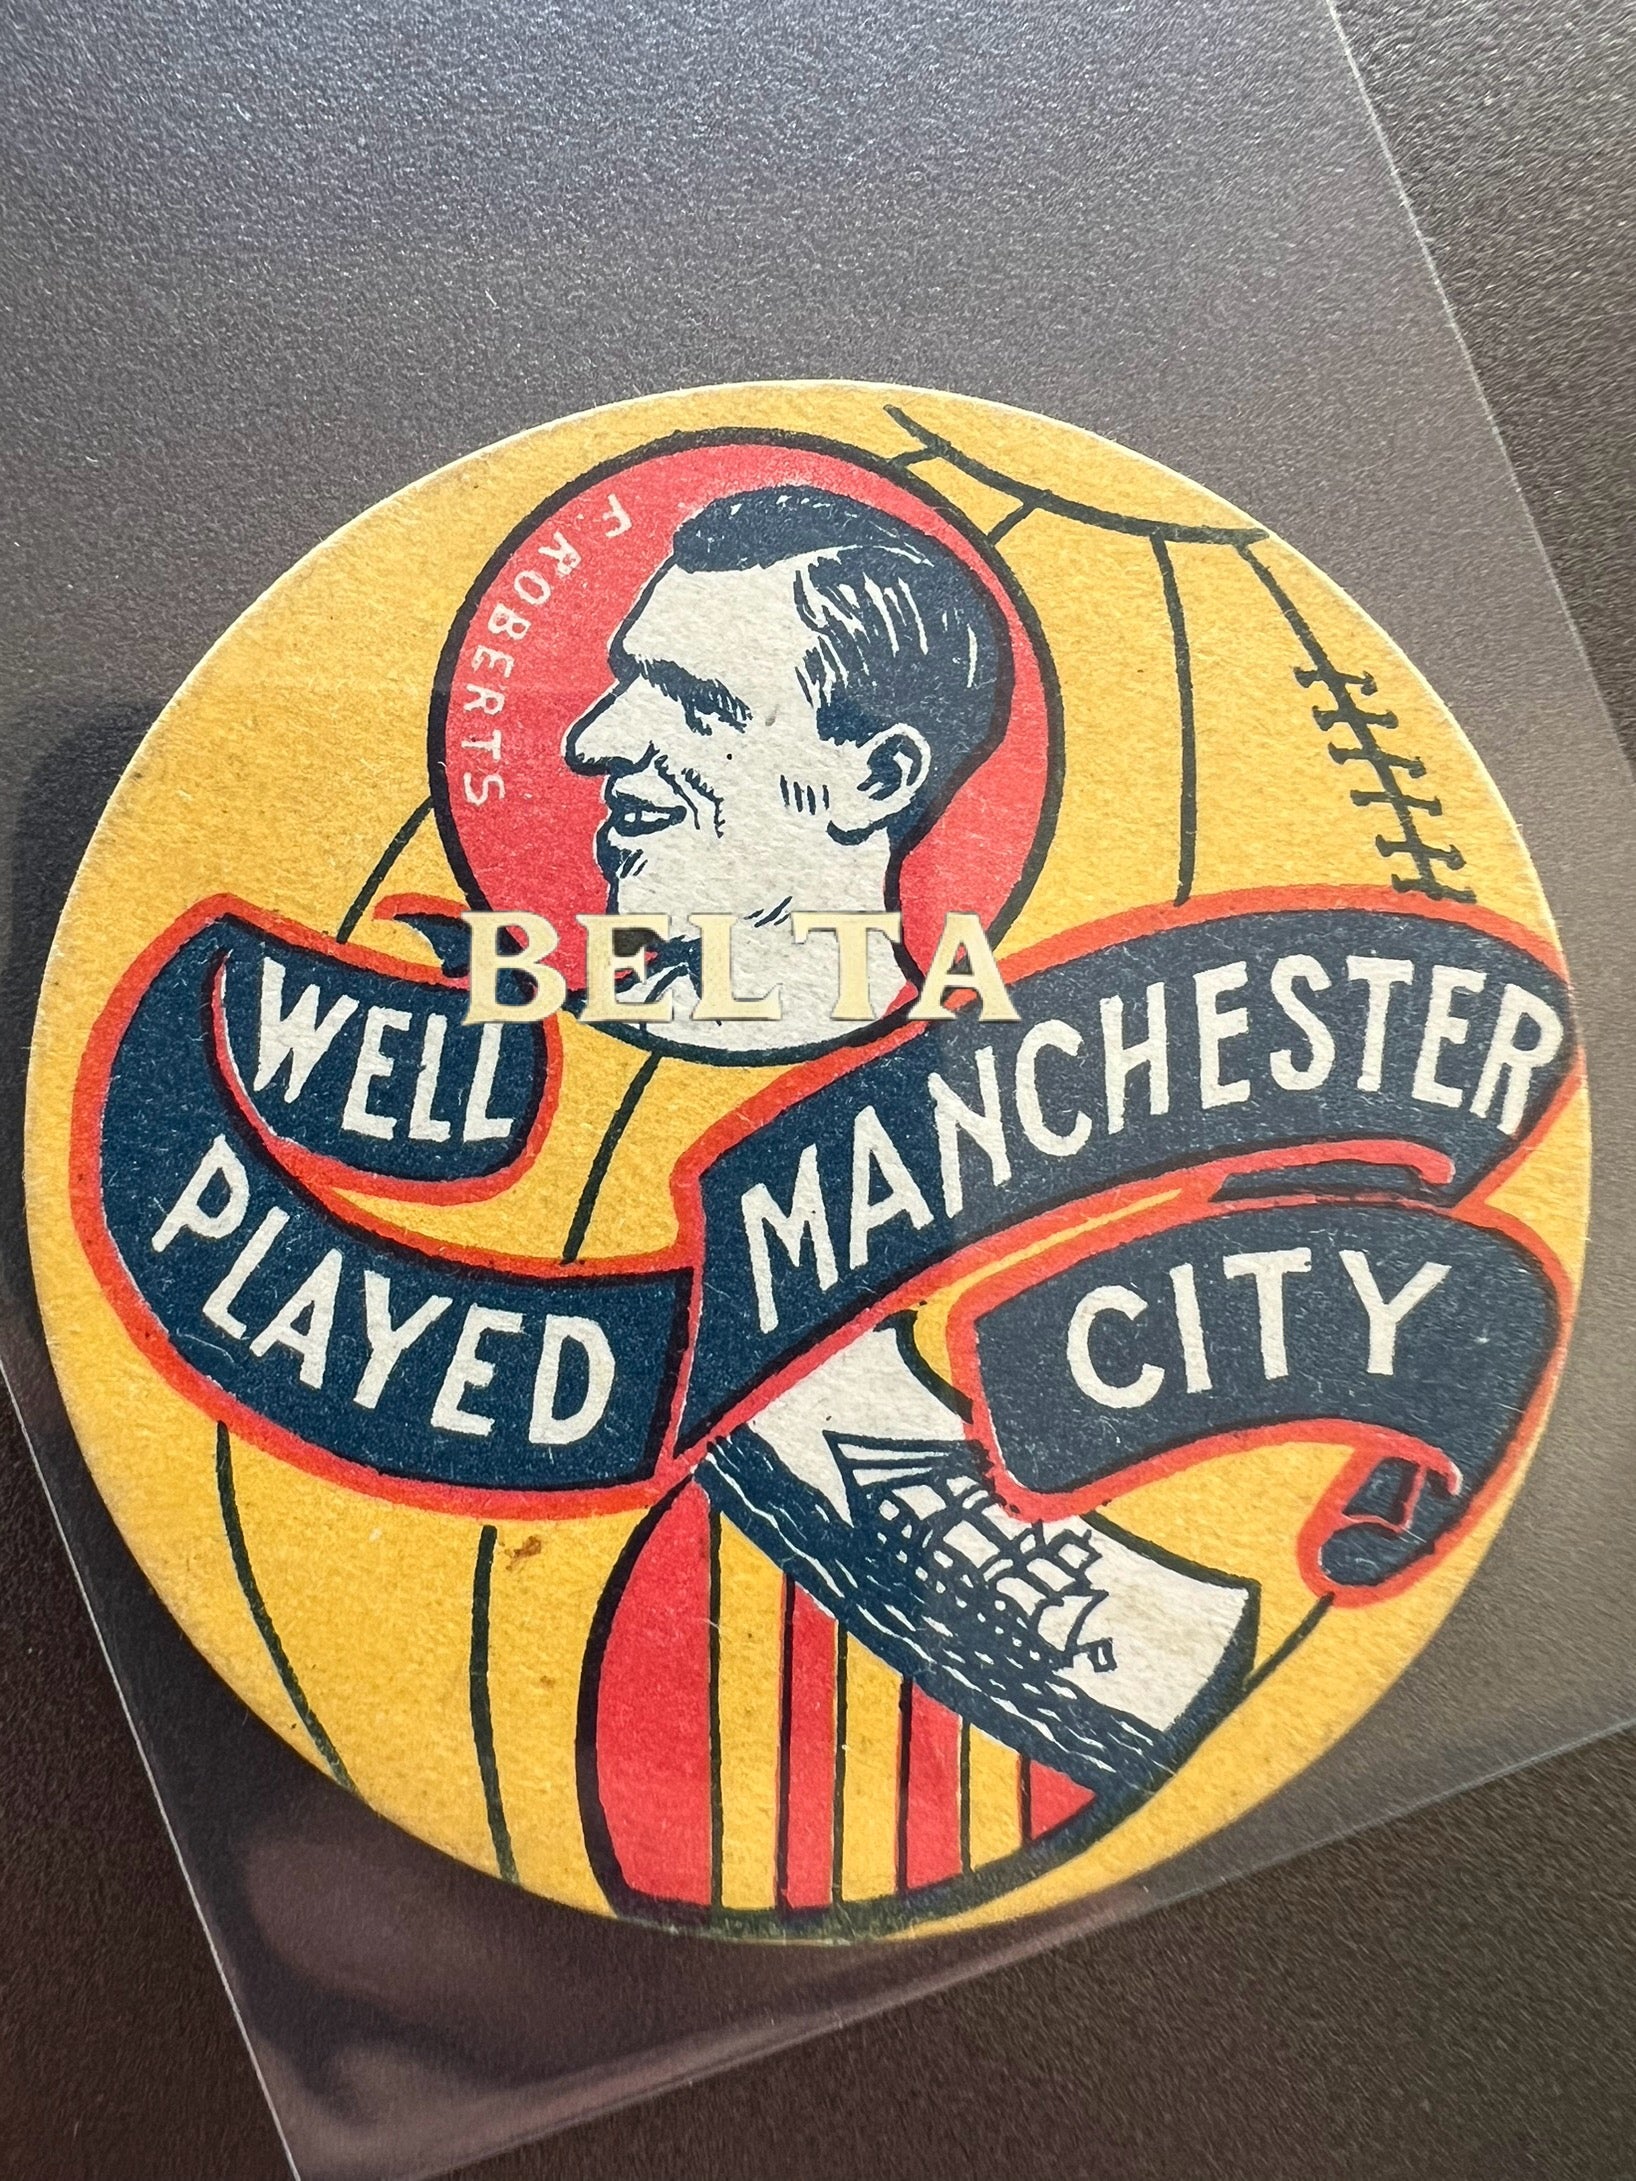 F. ROBERTS
BELTA
WELL
PLAYED
MANCHESTER
CITY